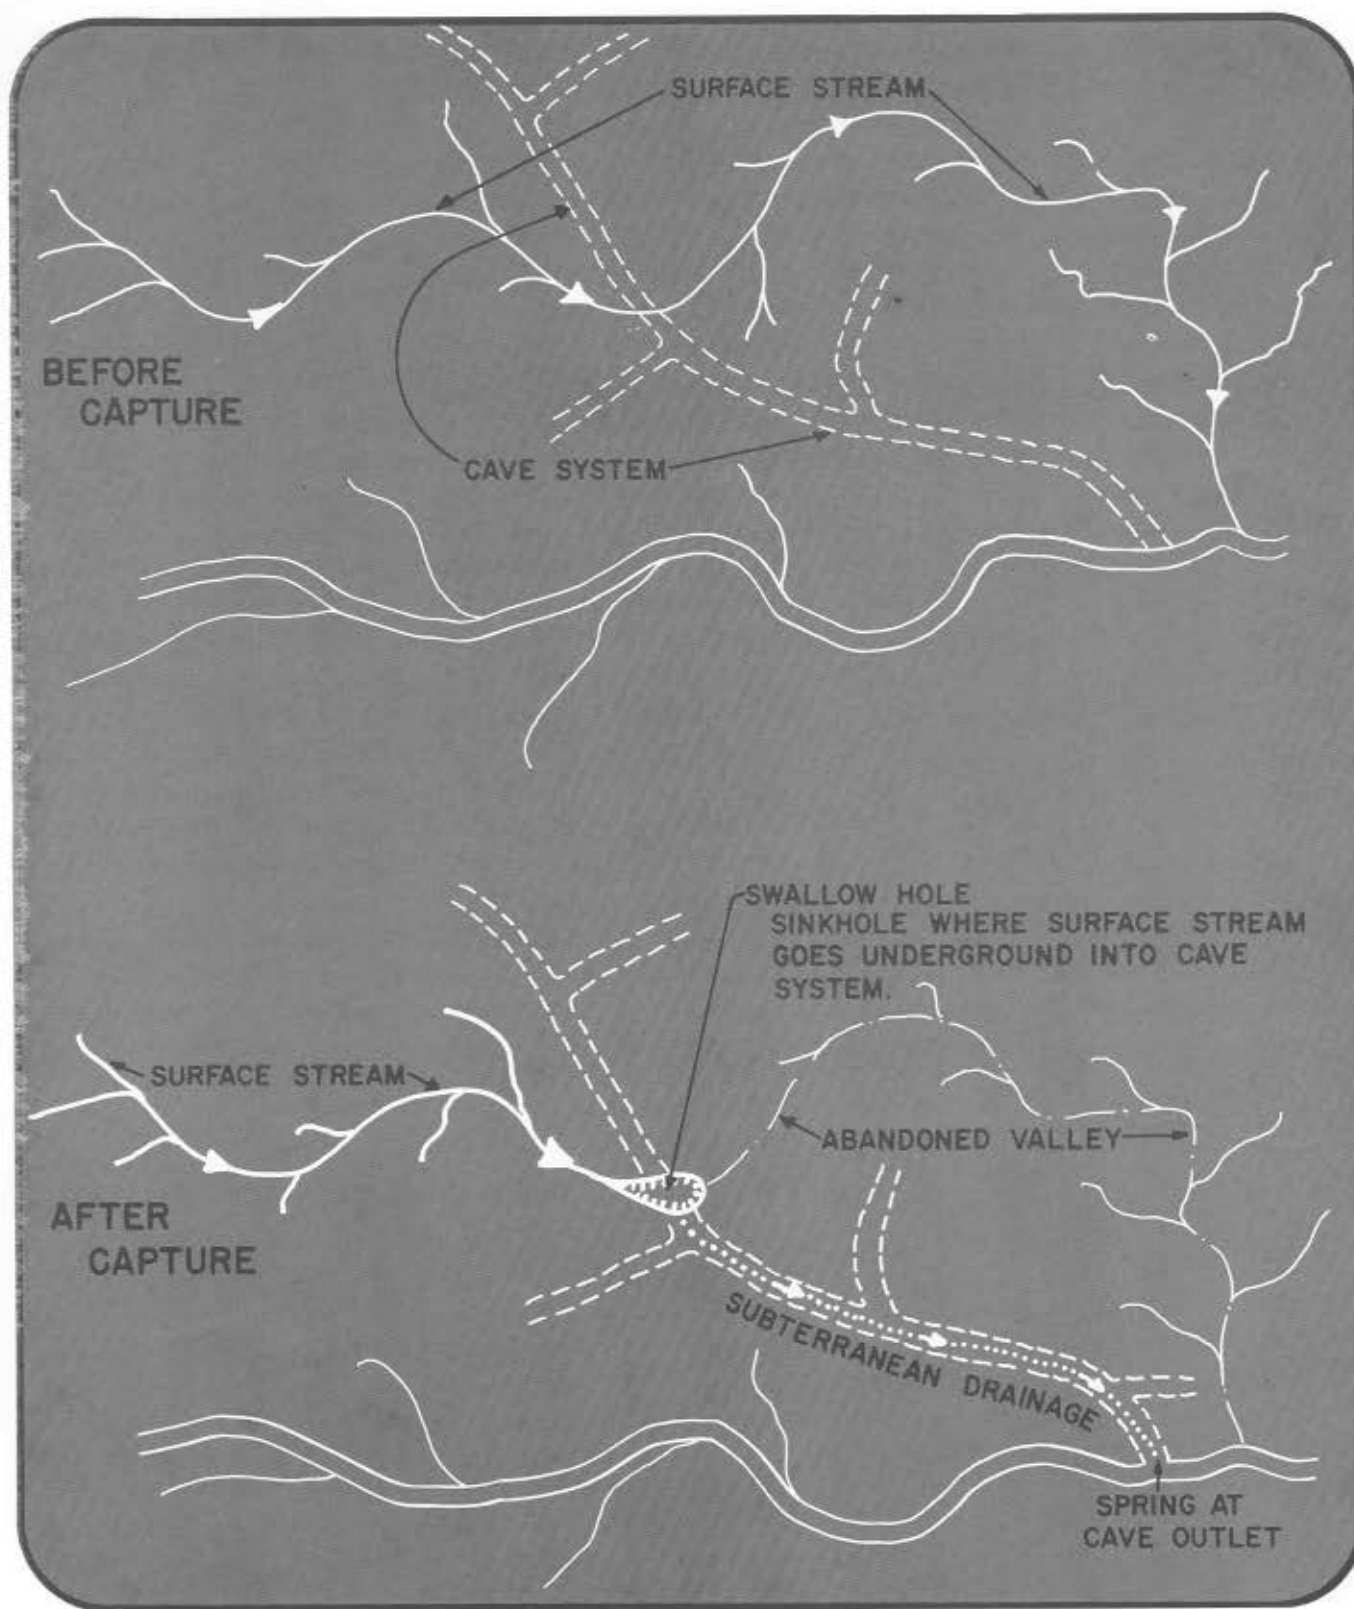 SURFACE STREAM
BEFORE
CAPTURE
CAVE SYSTEM
SWALLOW HOLE
SINKHOLE WHERE SURFACE STREAM
GOES UNDERGROUND INTO CAVE
SYSTEM.
SURFACE STREAM
ABANDONED VALLEY
AFTER
CAPTURE
SUBTERRANEAN DRAINAGE
SPRING AT
CAVE OUTLET